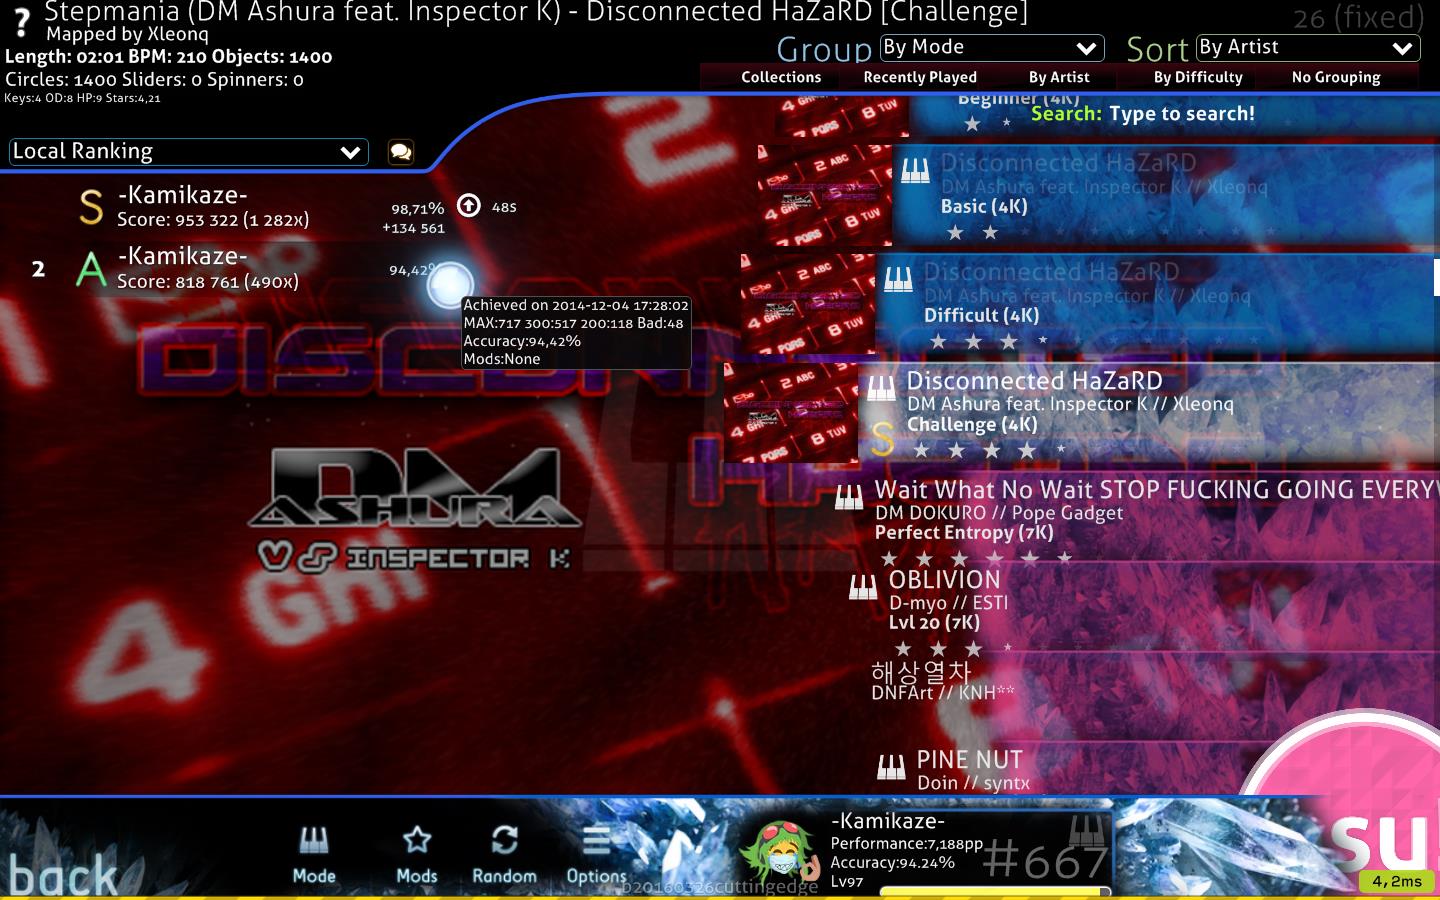 Stepmania (DM Ashura feat. Inspector K) - Disconnected HaZaRD [Challenge]
Mapped by Xleonq
Length: 02:01 BPM: 210 Objects: 1400
Circles: 1400 Sliders: 0 Spinners: 0
Keys:4 OD:8 HP:9 Stars:4,21
26 (fixed)
Group By Mode
Sort By Artist
Collections Recently Played By Artist By Difficulty No Grouping
Beginner (4K)
Search: Type to search!
Local Ranking
S -Kamikaze-
Score: 953 322 (1 282x)
98,71%
+134 561
48s
2 A -Kamikaze-
Score: 818 761 (490x)
94,42%
Achieved on 2014-12-04 17:28:02
MAX:717 300:517 200:118 Bad:48
Accuracy:94,42%
Mods:None
Disconnected HaZaRD
DM Ashura feat. Inspector K // Xleonq
Basic (4K)
Disconnected HaZaRD
DM Ashura feat. Inspector K // Xleonq
Difficult (4K)
Disconnected HaZaRD
DM Ashura feat. Inspector K // Xleonq
S Challenge (4K)
Wait What No Wait STOP FUCKING GOING EVERY
DM DOKURO // Pope Gadget
Perfect Entropy (7K)
OBLIVION
D-myo // ESTI
Lvl 20 (7K)
해상열차
DNFArt // KNH**
PINE NUT
Doin // syntx
DM
ASHURA
VS INSPECTOR K
2
4 GHI
back
Mode
Mods
Random
Options
b20160326cuttingedge
-Kamikaze-
Performance:7,188pp
Accuracy:94.24%
Lv97
#667
su!
4,2ms